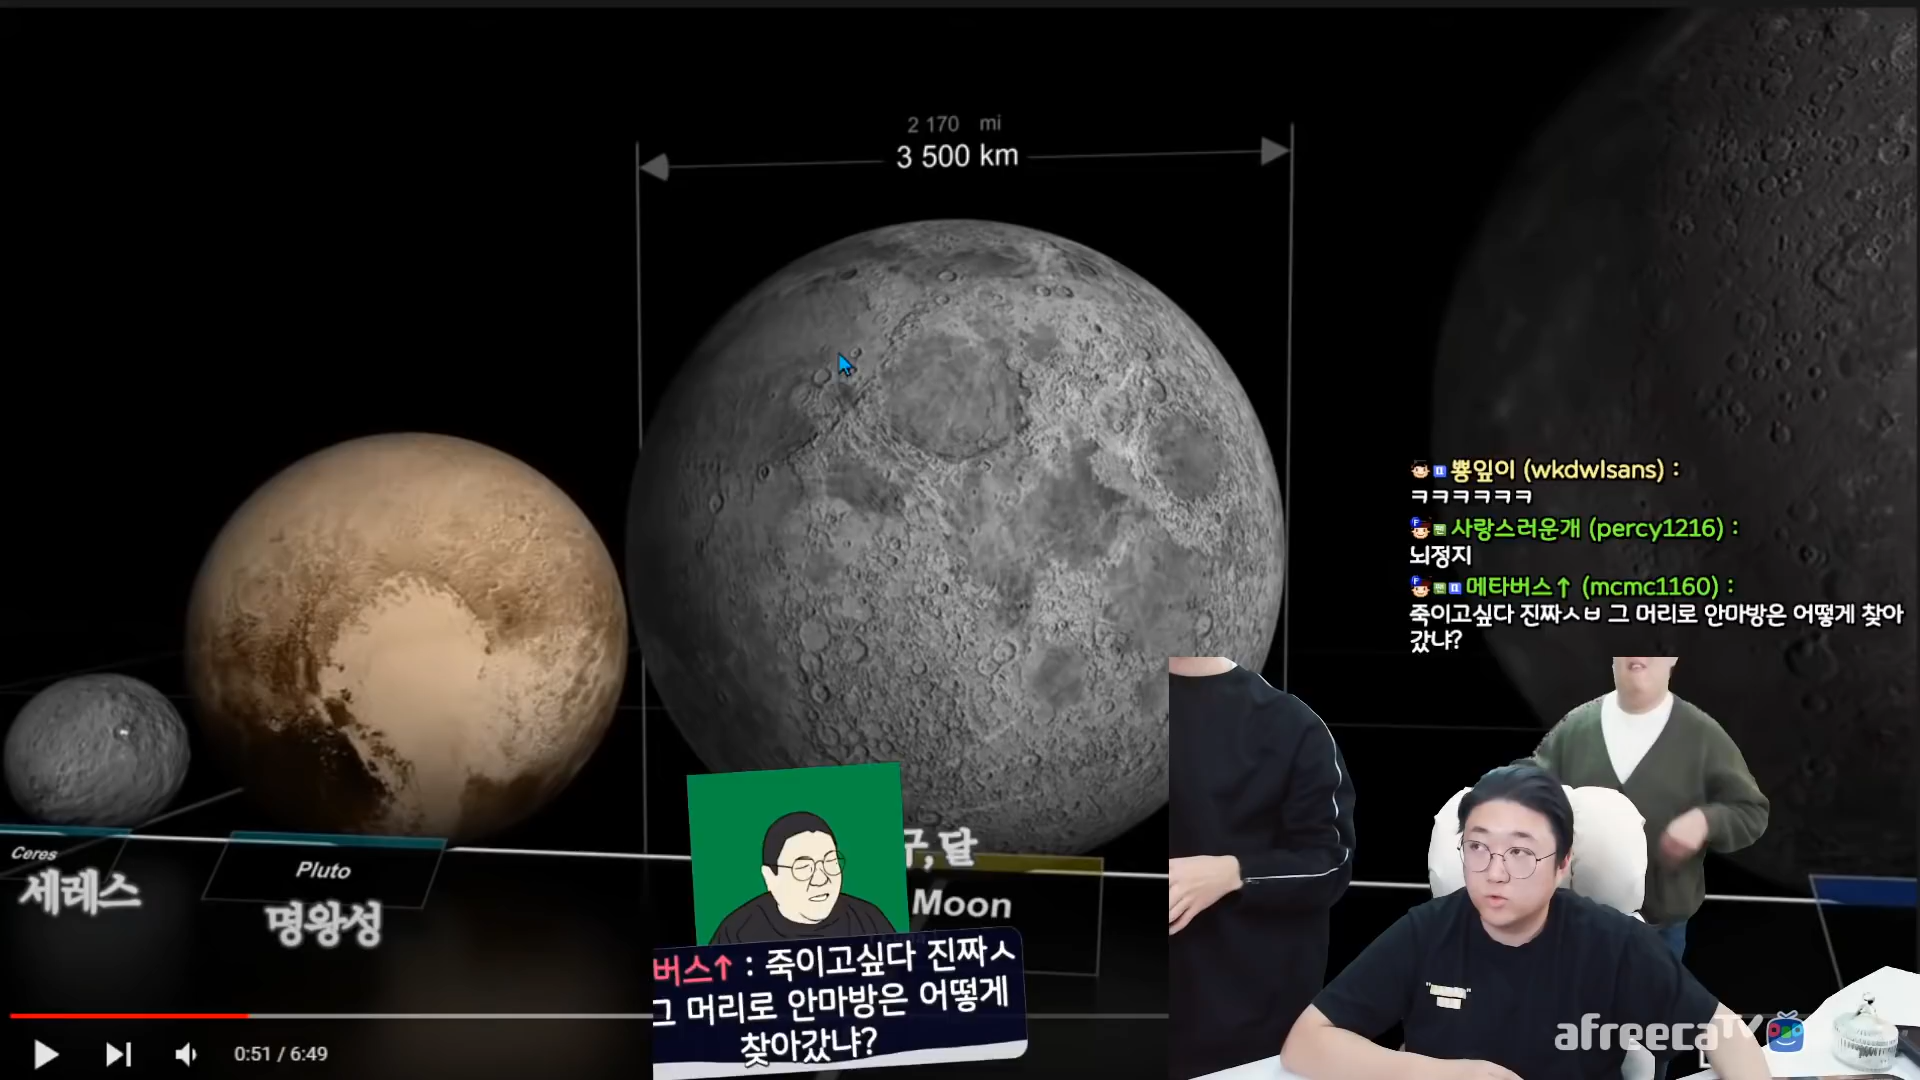 2 170 mi
3 500 km
뿅잎이 (wkdwlsans) :
ㅋㅋㅋㅋㅋㅋ
사랑스러운개 (percy1216) :
뇌정지
메타버스↑ (mcmc1160) :
죽이고싶다 진짜ㅅㅂ 그 머리로 안마방은 어떻게 찾아
갔냐?
Ceres
세레스
Pluto
명왕성
구, 달
Moon
버스↑ : 죽이고싶다 진짜ㅅ
그 머리로 안마방은 어떻게
찾아갔냐?
0:51 / 6:49
afreecaTV